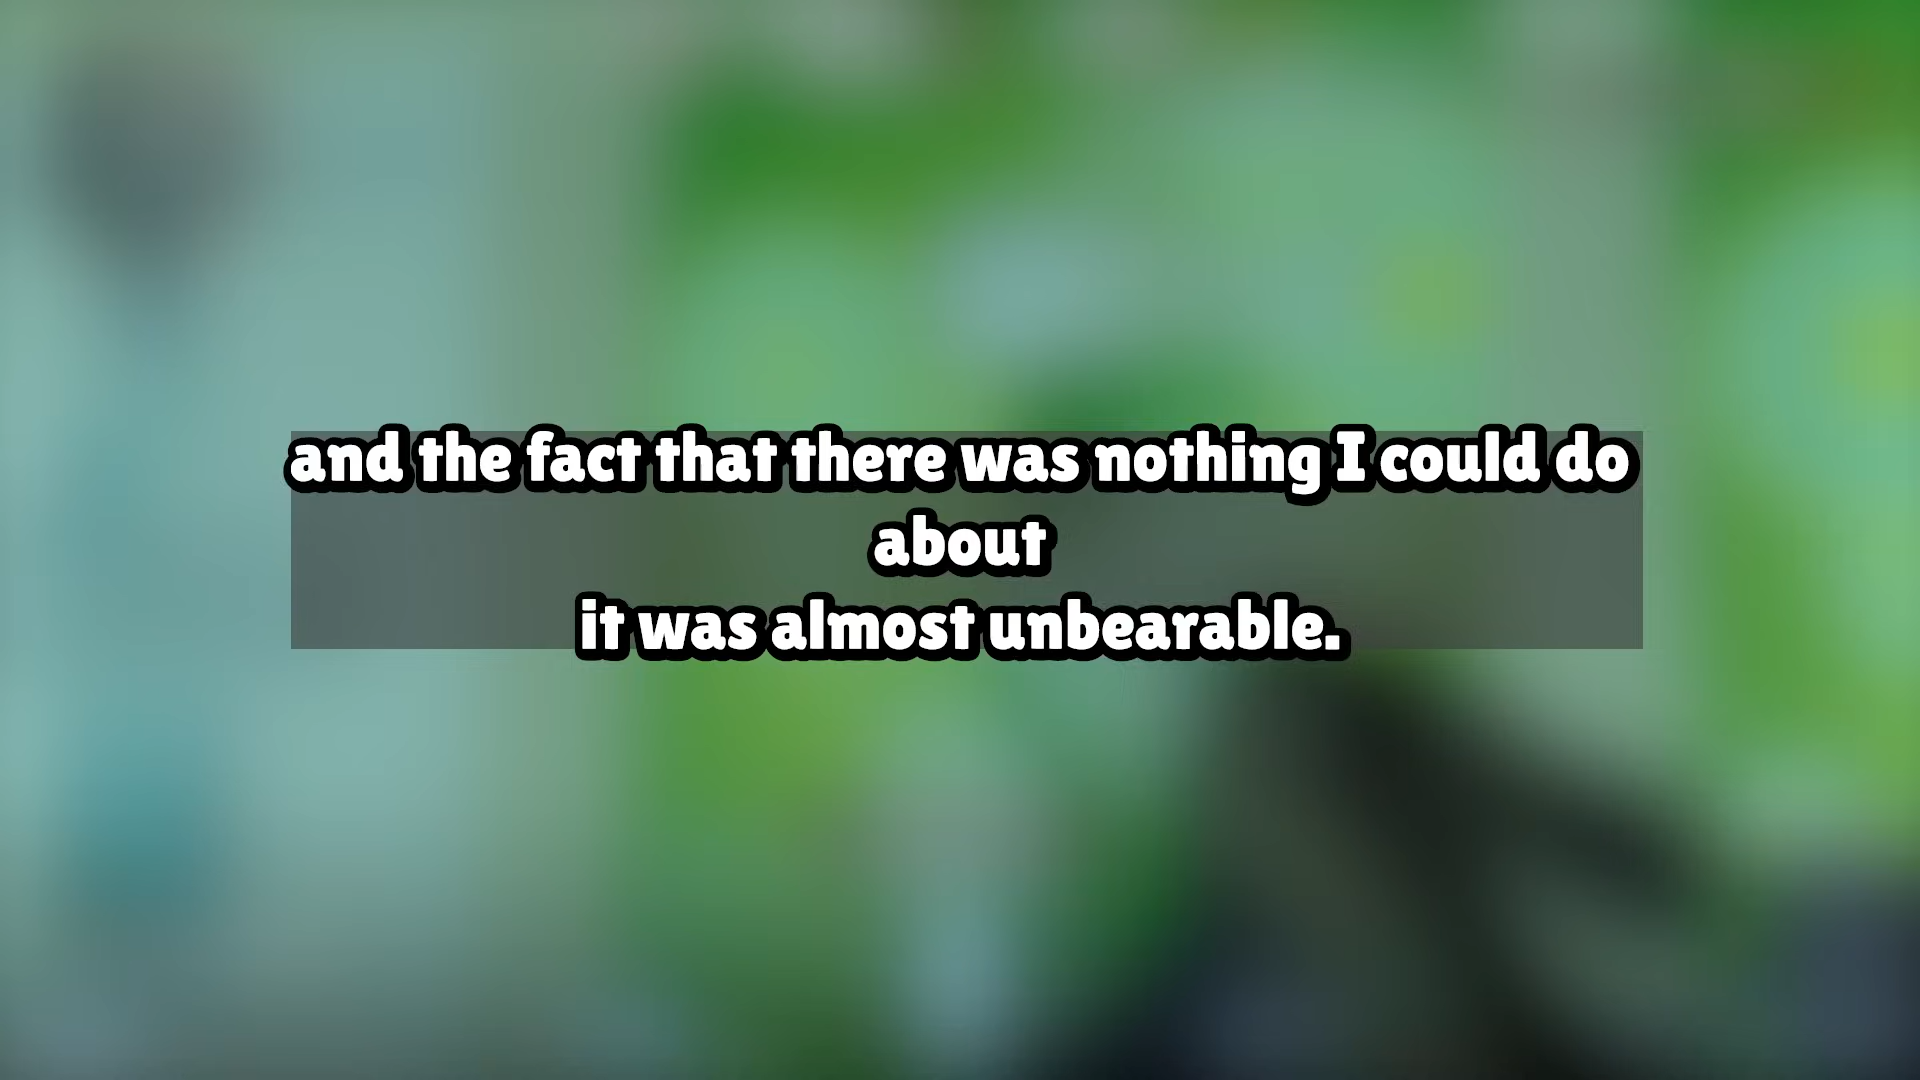 and the fact that there was nothing I could do
about
it was almost unbearable.